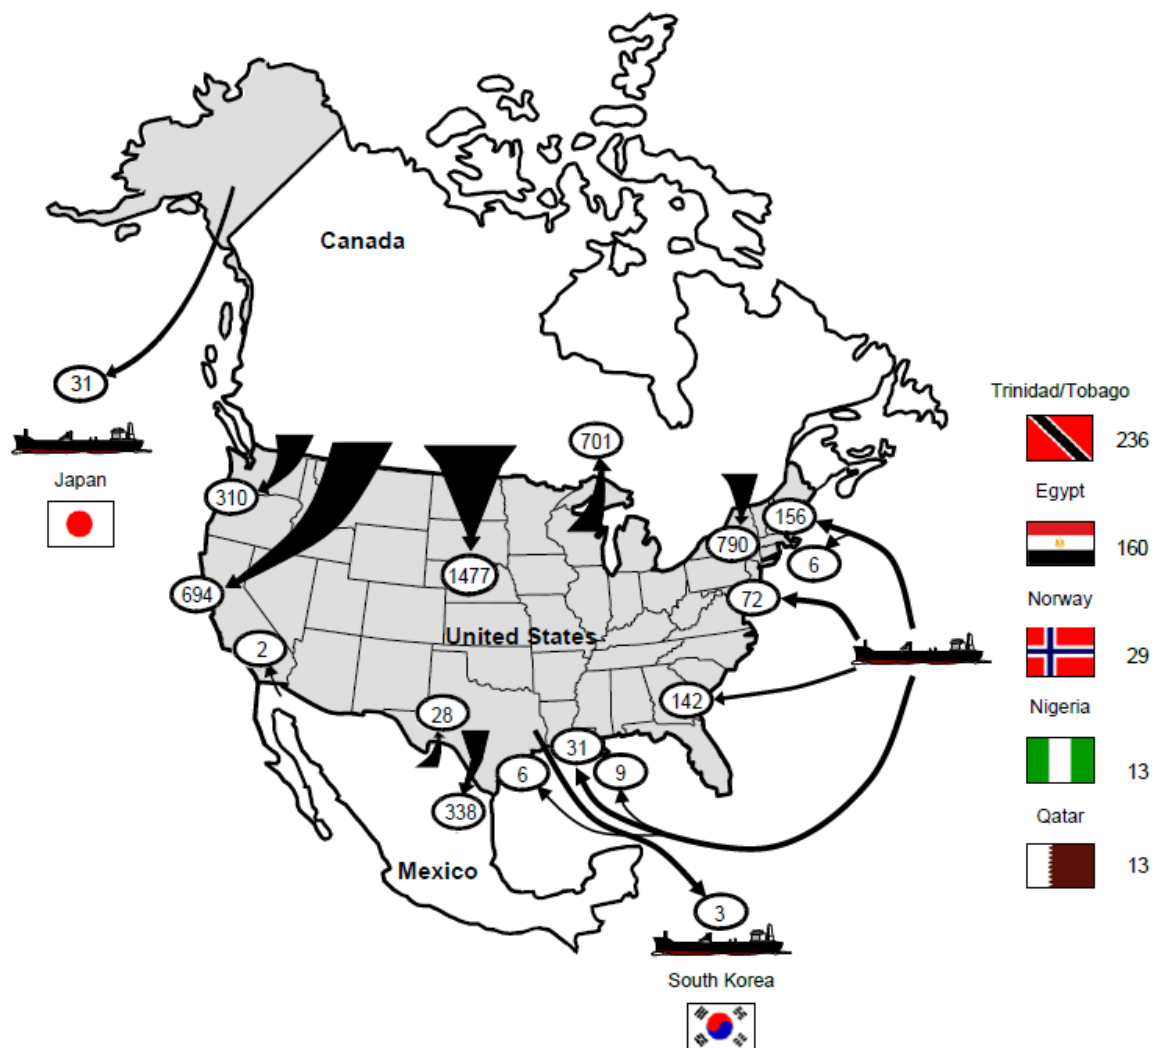 Canada
31
Japan
701
310
1477
790
156
6
694
72
United States
2
142
28
31
6
9
338
Mexico
3
South Korea
Trinidad/Tobago
236
Egypt
160
Norway
29
Nigeria
13
Qatar
13